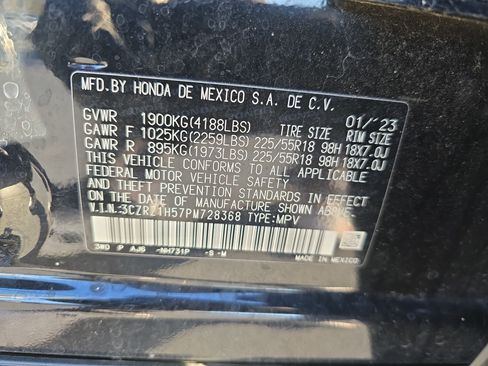 MFD.BY HONDA DE MEXICO S.A. DE C.V. 01/'23
GVWR 1900KG(4188LBS) TIRE SIZE RIM SIZE
GAWR F 1025KG(2259LBS) 225/55R18 98H 18X7.0J
GAWR R 895KG(1973LBS) 225/55R18 98H 18X7.0J
THIS VEHICLE CONFORMS TO ALL APPLICABLE
FEDERAL MOTOR VEHICLE SAFETY
AND THEFT PREVENTION STANDARDS IN EFFECT
ON THE DATE OF MANUFACTURE SHOWN ABOVE.
V.I.N.:3CZRZ1H57PM728368 TYPE:MPV
3W0 P AJ6 -NH731P -S-M
MADE IN MEXICO